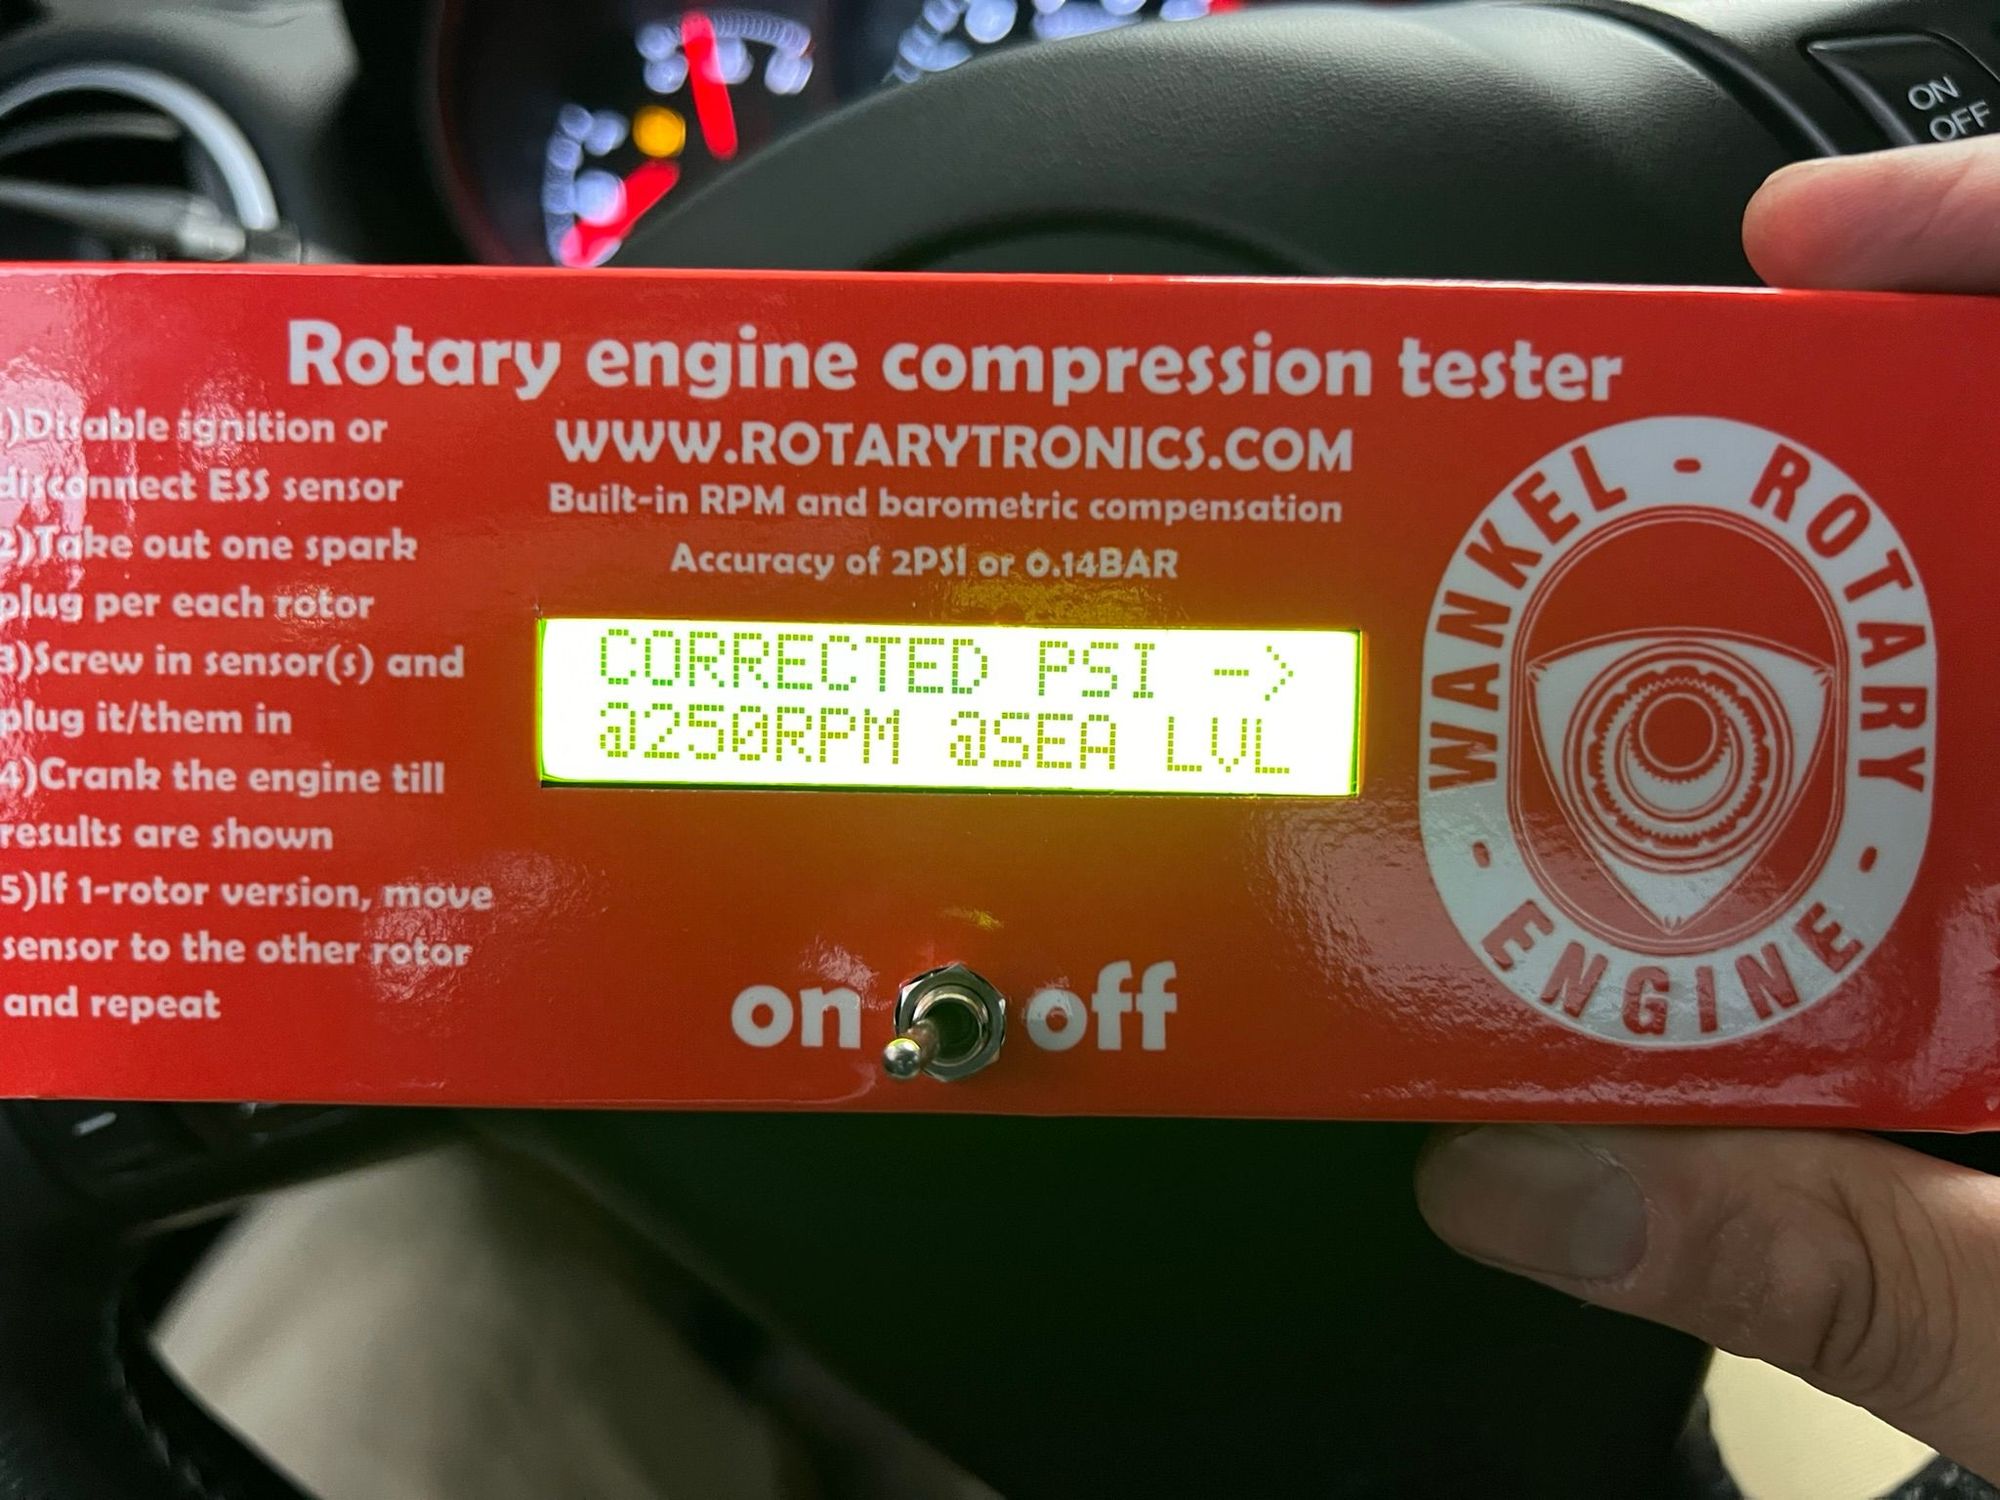 ON
OFF
Rotary engine compression tester
WWW.ROTARYTRONICS.COM
Built-in RPM and barometric compensation
Accuracy of 2PSI or 0.14BAR
1)Disable ignition or
disconnect ESS sensor
2)Take out one spark
plug per each rotor
3)Screw in sensor(s) and
plug it/them in
4)Crank the engine till
results are shown
5)If 1-rotor version, move
sensor to the other rotor
and repeat
CORRECTED PSI ->
@250RPM @SEA LVL
on off
WANKEL - ROTARY - ENGINE -